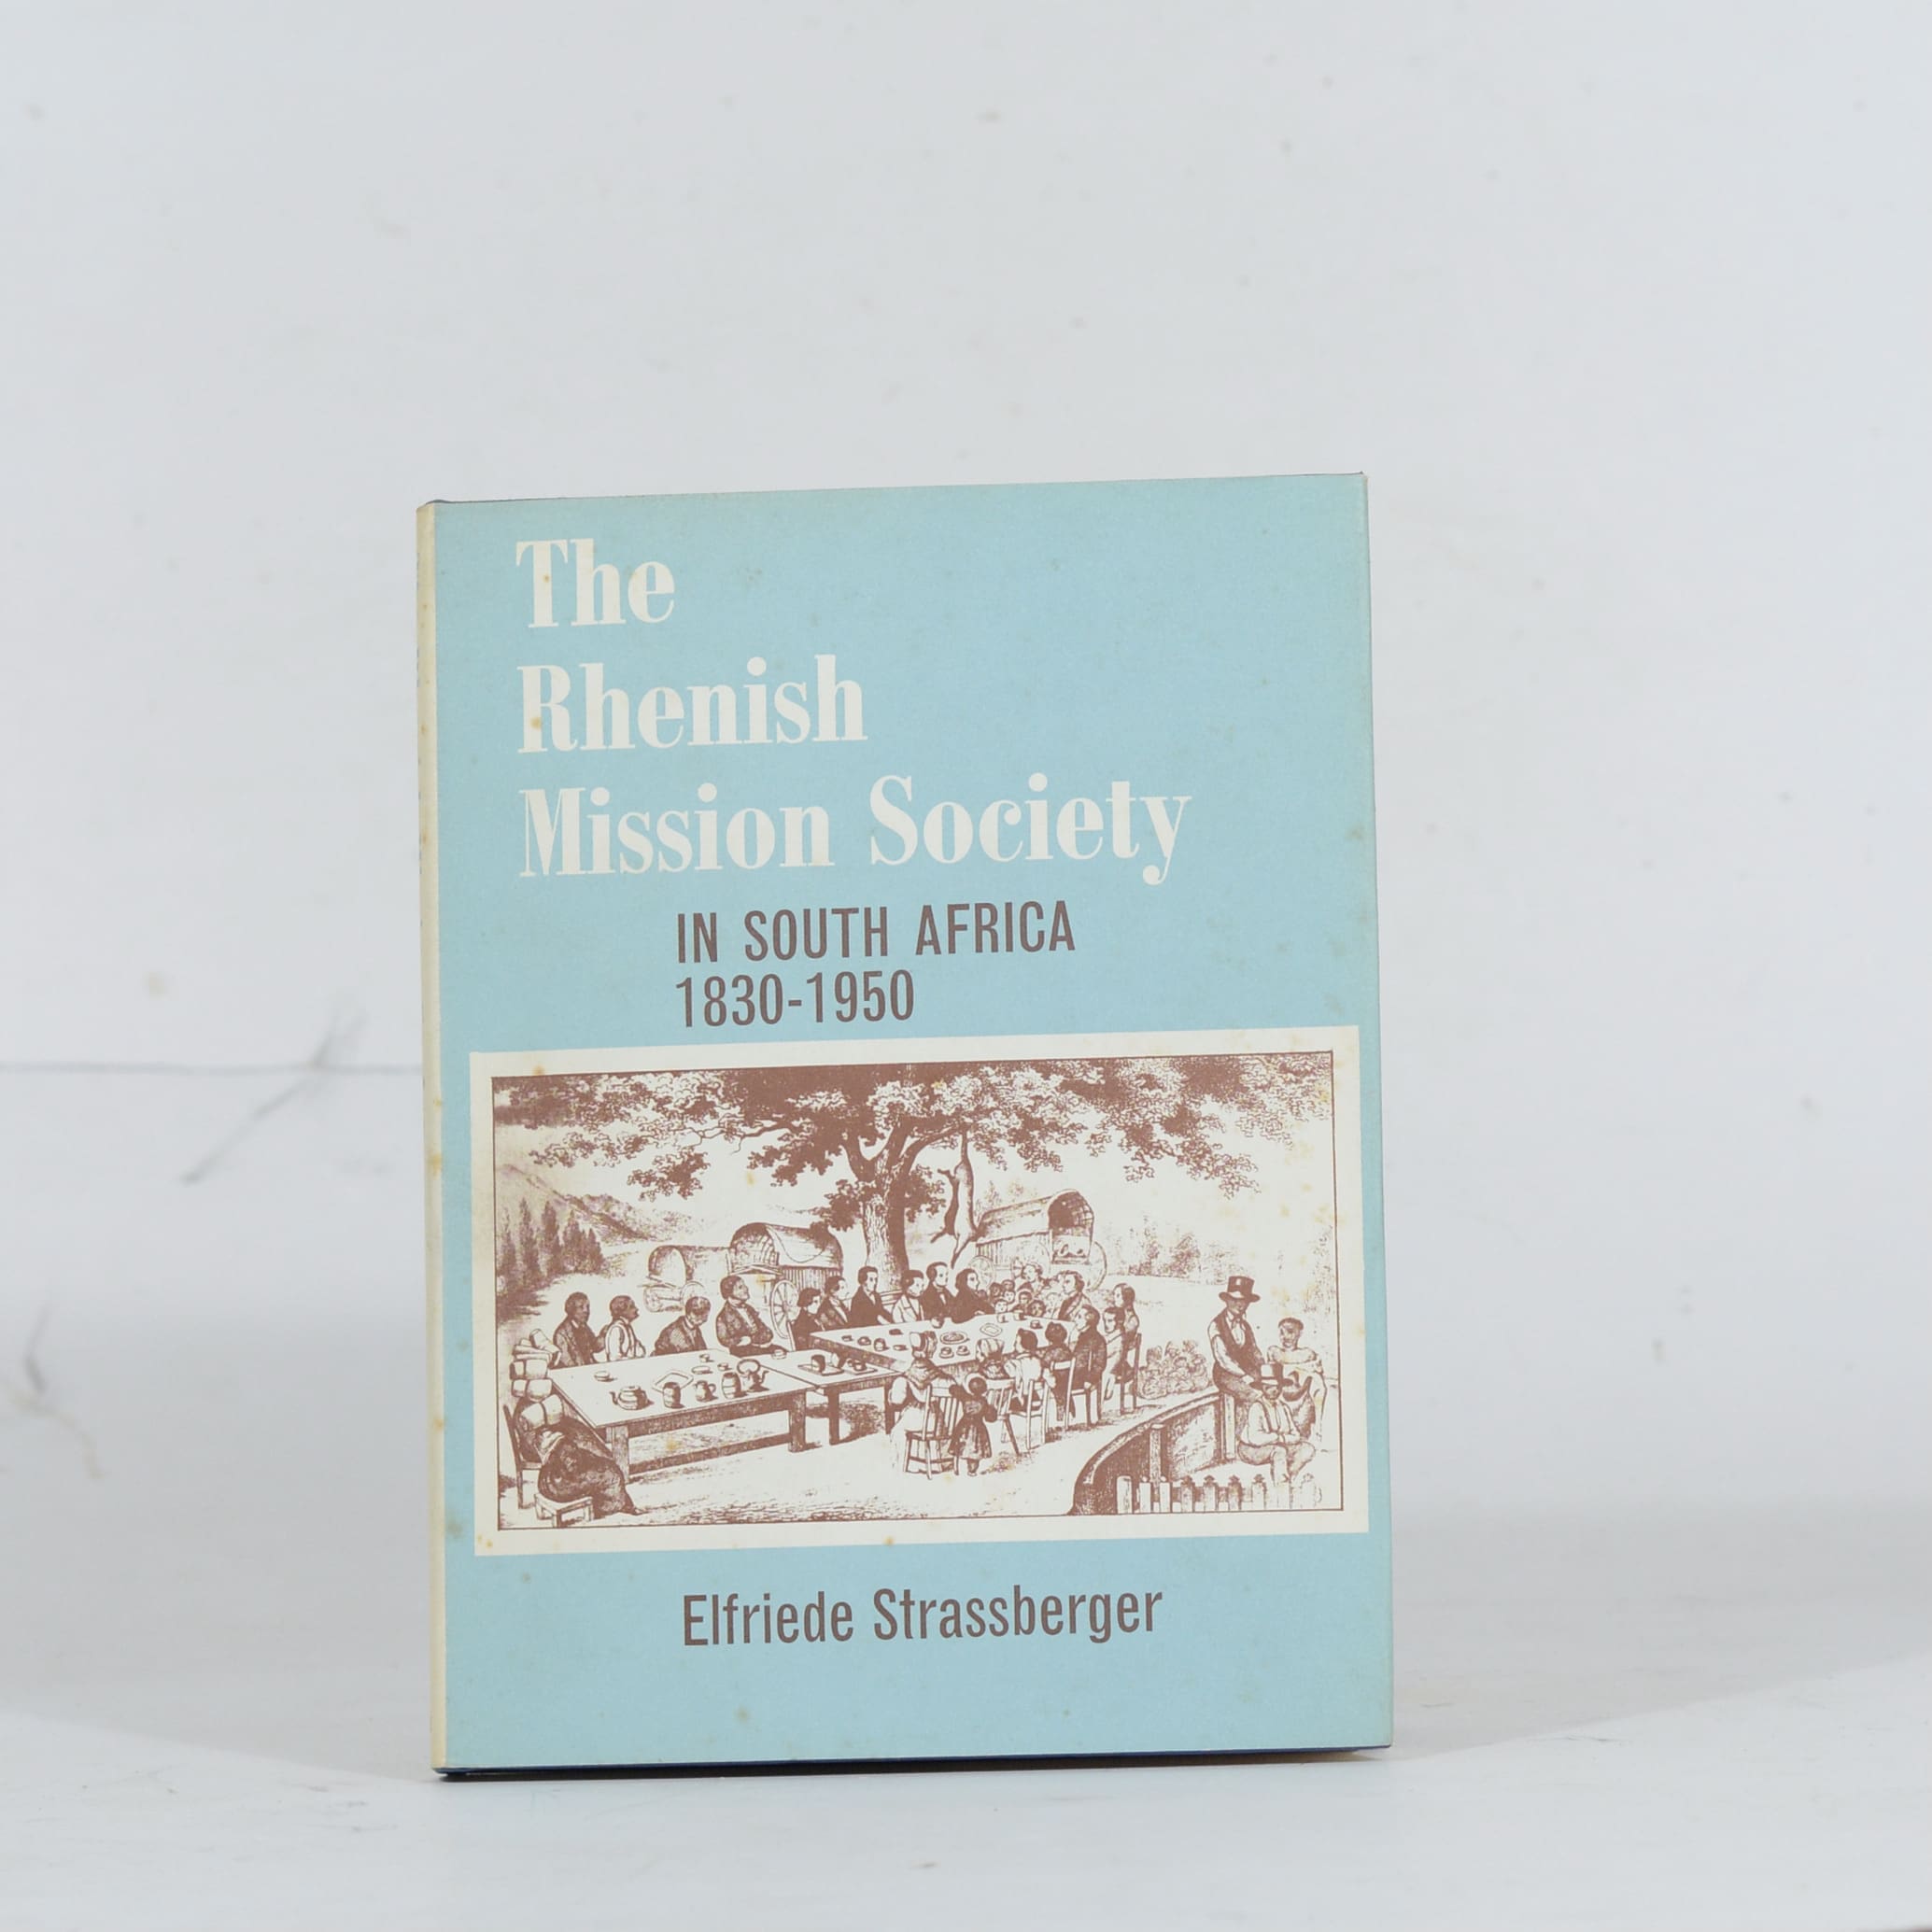 The
Rhenish
Mission Society
IN SOUTH AFRICA
1830-1950
Elfriede Strassberger